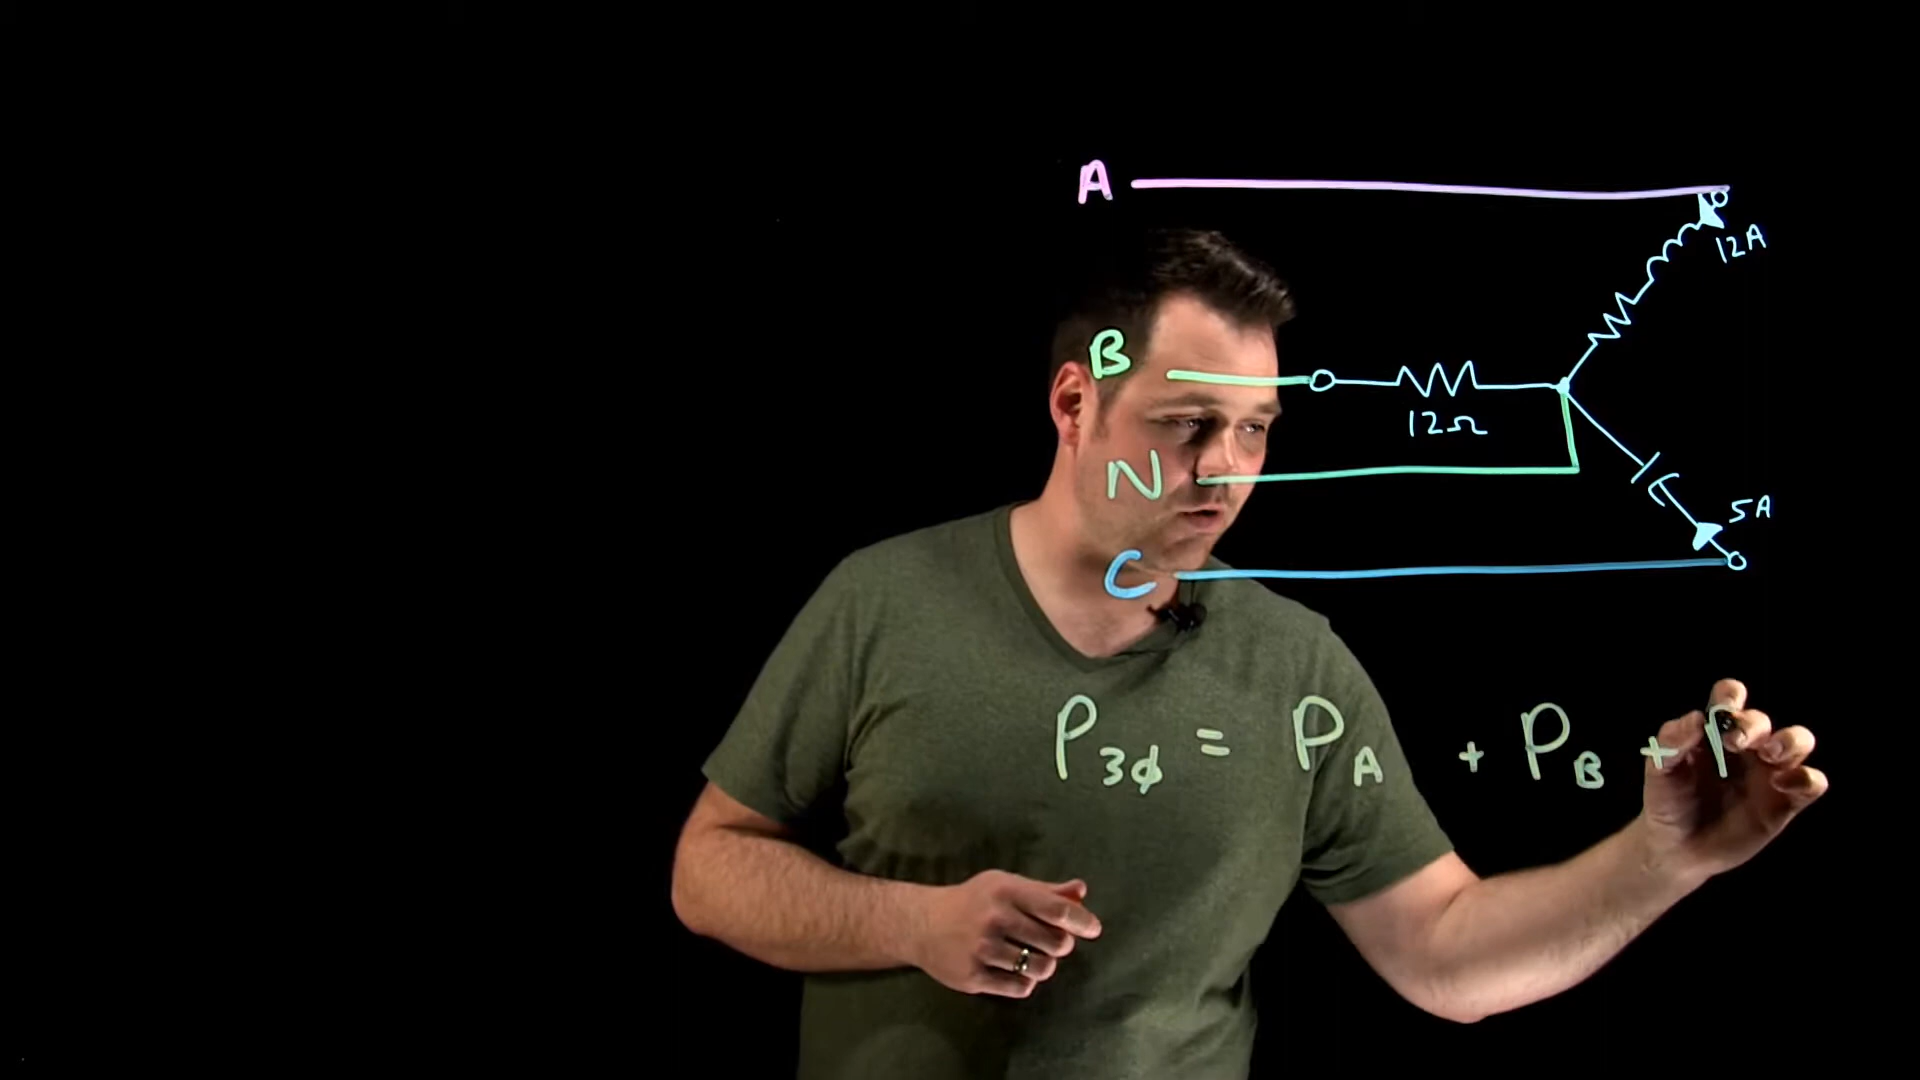 A
12A
B
12Ω
N
5A
C
P3φ = PA + PB + P